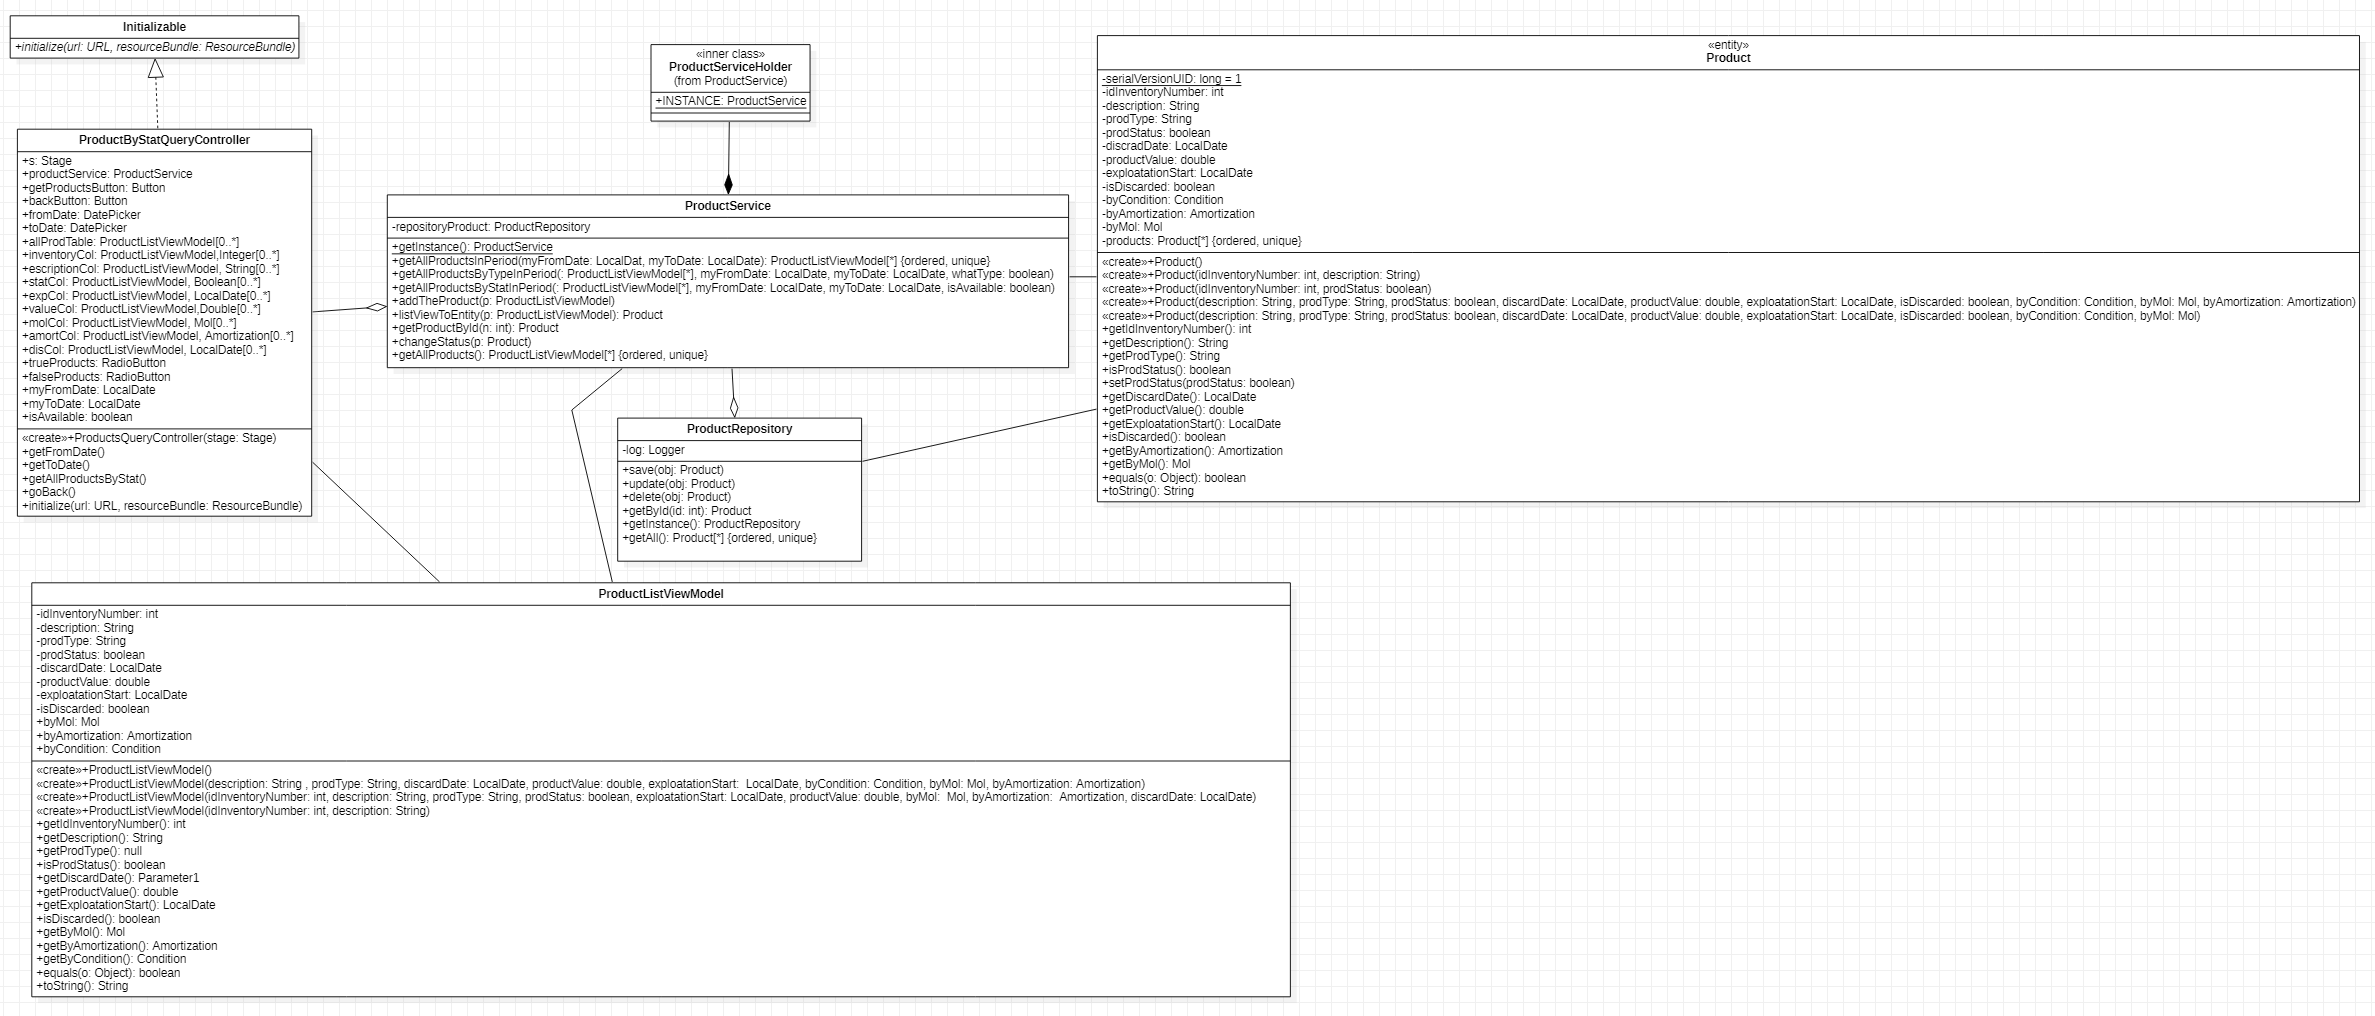 Initializable
+initialize(url: URL, resourceBundle: ResourceBundle)
ProductByStatQueryController
+s: Stage
+productService: ProductService
+getProductsButton: Button
+backButton: Button
+fromDate: DatePicker
+toDate: DatePicker
+allProdTable: ProductListViewModel[0..*]
+inventoryCol: ProductListViewModel,Integer[0..*]
+escriptionCol: ProductListViewModel, String[0..*]
+statCol: ProductListViewModel, Boolean[0..*]
+expCol: ProductListViewModel, LocalDate[0..*]
+valueCol: ProductListViewModel,Double[0..*]
+molCol: ProductListViewModel, Mol[0..*]
+amortCol: ProductListViewModel, Amortization[0..*]
+disCol: ProductListViewModel, LocalDate[0..*]
+trueProducts: RadioButton
+falseProducts: RadioButton
+myFromDate: LocalDate
+myToDate: LocalDate
+isAvailable: boolean
«create»+ProductsQueryController(stage: Stage)
+getFromDate()
+getToDate()
+getAllProductsByStat()
+goBack()
+initialize(url: URL, resourceBundle: ResourceBundle)
«inner class»
ProductServiceHolder
(from ProductService)
+INSTANCE: ProductService
ProductService
-repositoryProduct: ProductRepository
+getInstance(): ProductService
+getAllProductsInPeriod(myFromDate: LocalDat, myToDate: LocalDate): ProductListViewModel[*] {ordered, unique}
+getAllProductsByTypeInPeriod(: ProductListViewModel[*], myFromDate: LocalDate, myToDate: LocalDate, whatType: boolean)
+getAllProductsByStatInPeriod(: ProductListViewModel[*], myFromDate: LocalDate, myToDate: LocalDate, isAvailable: boolean)
+addTheProduct(p: ProductListViewModel)
+listViewToEntity(p: ProductListViewModel): Product
+getProductById(n: int): Product
+changeStatus(p: Product)
+getAllProducts(): ProductListViewModel[*] {ordered, unique}
ProductRepository
-log: Logger
+save(obj: Product)
+update(obj: Product)
+delete(obj: Product)
+getById(id: int): Product
+getInstance(): ProductRepository
+getAll(): Product[*] {ordered, unique}
«entity»
Product
-serialVersionUID: long = 1
-idInventoryNumber: int
-description: String
-prodType: String
-prodStatus: boolean
-discradDate: LocalDate
-productValue: double
-exploatationStart: LocalDate
-isDiscarded: boolean
-byCondition: Condition
-byAmortization: Amortization
-byMol: Mol
-products: Product[*] {ordered, unique}
«create»+Product()
«create»+Product(idInventoryNumber: int, description: String)
«create»+Product(idInventoryNumber: int, prodStatus: boolean)
«create»+Product(description: String, prodType: String, prodStatus: boolean, discardDate: LocalDate, productValue: double, exploatationStart: LocalDate, isDiscarded: boolean, byCondition: Condition, byMol: Mol, byAmortization: Amortization)
«create»+Product(description: String, prodType: String, prodStatus: boolean, discardDate: LocalDate, productValue: double, exploatationStart: LocalDate, isDiscarded: boolean, byCondition: Condition, byMol: Mol)
+getIdInventoryNumber(): int
+getDescription(): String
+getProdType(): String
+isProdStatus(): boolean
+setProdStatus(prodStatus: boolean)
+getDiscardDate(): LocalDate
+getProductValue(): double
+getExploatationStart(): LocalDate
+isDiscarded(): boolean
+getByAmortization(): Amortization
+getByMol(): Mol
+equals(o: Object): boolean
+toString(): String
ProductListViewModel
-idInventoryNumber: int
-description: String
-prodType: String
-prodStatus: boolean
-discardDate: LocalDate
-productValue: double
-exploatationStart: LocalDate
-isDiscarded: boolean
+byMol: Mol
+byAmortization: Amortization
+byCondition: Condition
«create»+ProductListViewModel()
«create»+ProductListViewModel(description: String , prodType: String, discardDate: LocalDate, productValue: double, exploatationStart:  LocalDate, byCondition: Condition, byMol: Mol, byAmortization: Amortization)
«create»+ProductListViewModel(idInventoryNumber: int, description: String, prodType: String, prodStatus: boolean, exploatationStart: LocalDate, productValue: double, byMol:  Mol, byAmortization:  Amortization, discardDate: LocalDate)
«create»+ProductListViewModel(idInventoryNumber: int, description: String)
+getIdInventoryNumber(): int
+getDescription(): String
+getProdType(): null
+isProdStatus(): boolean
+getDiscardDate(): Parameter1
+getProductValue(): double
+getExploatationStart(): LocalDate
+isDiscarded(): boolean
+getByMol(): Mol
+getByAmortization(): Amortization
+getByCondition(): Condition
+equals(o: Object): boolean
+toString(): String